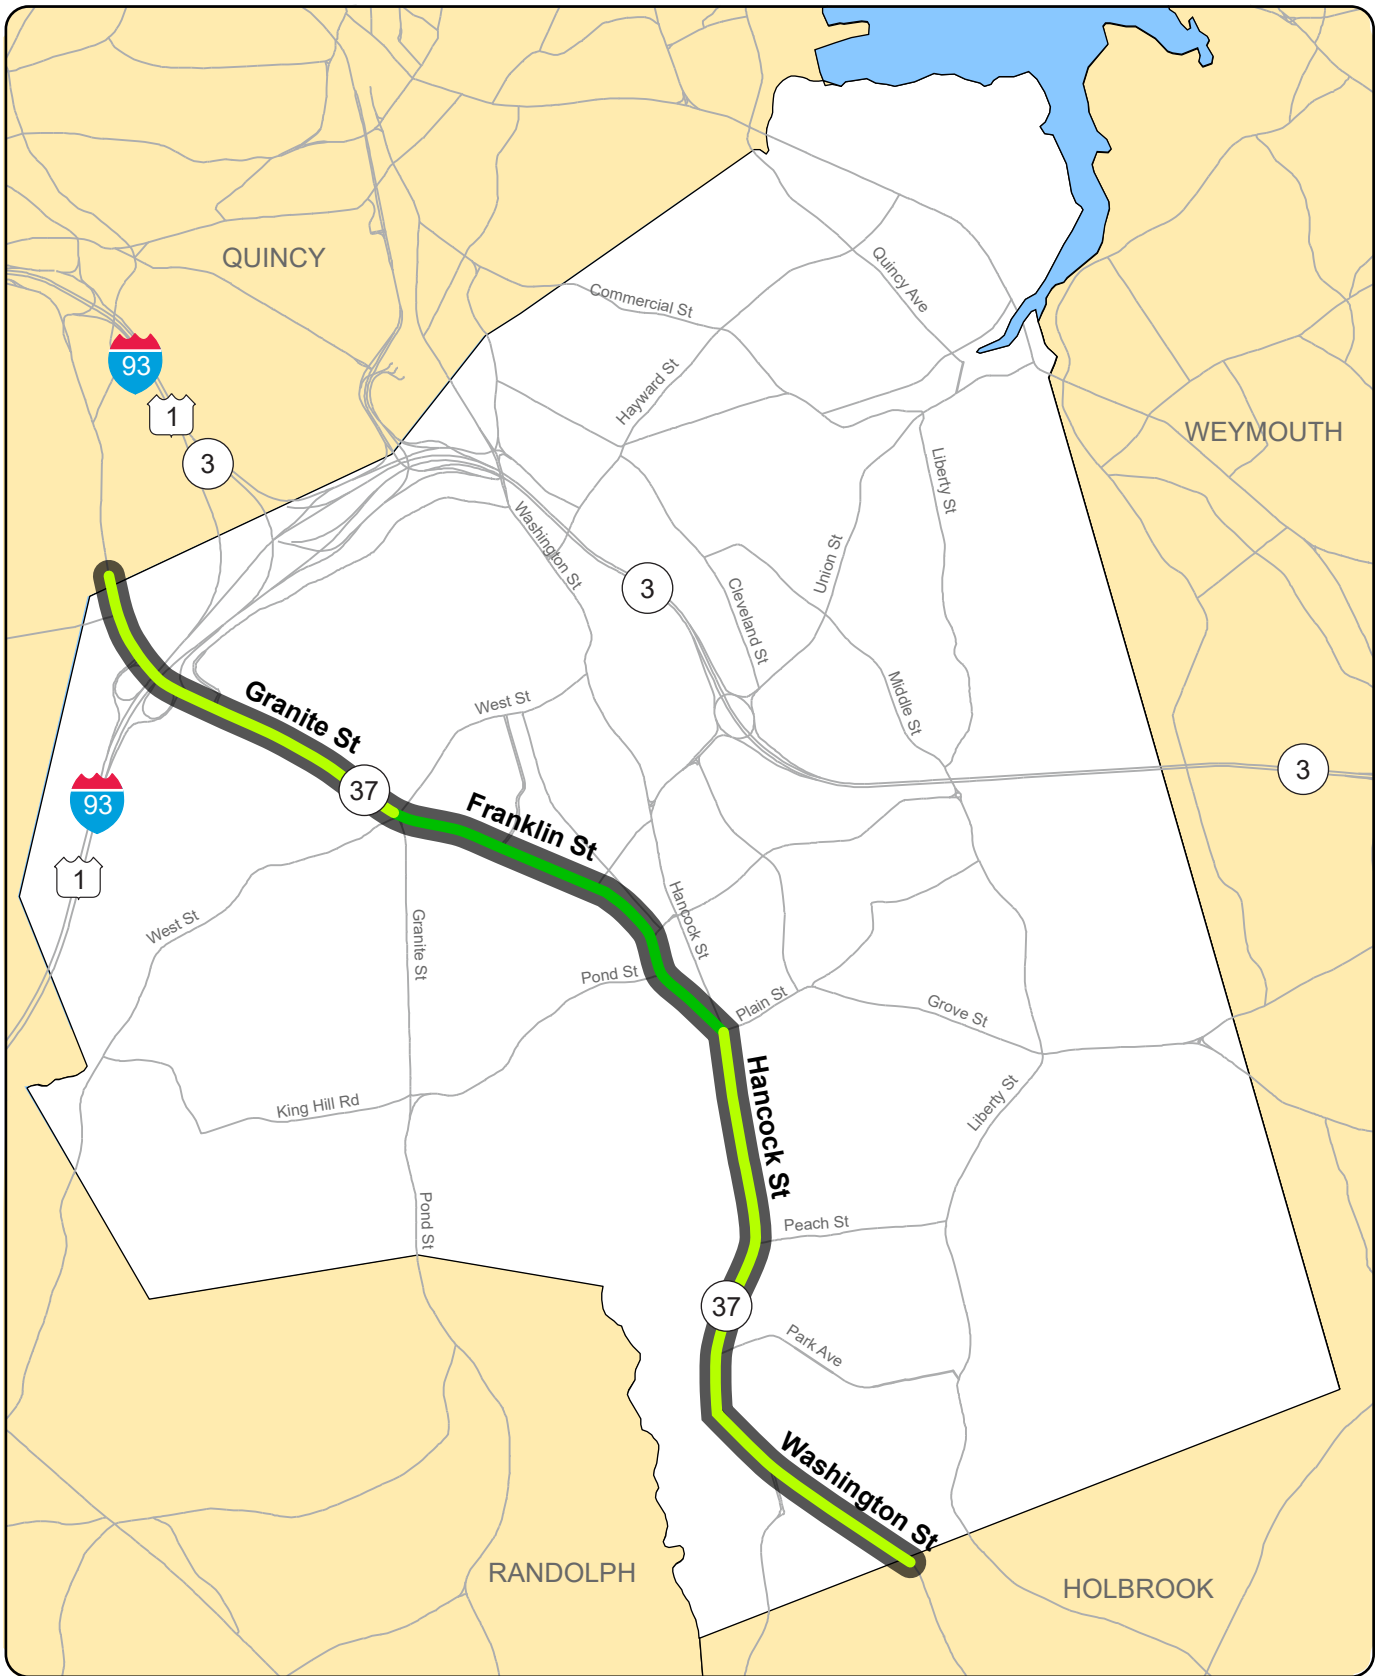 QUINCY
Commercial St
Quincy Ave
93
1
3
Hayward St
WEYMOUTH
Liberty St
Washington St
Union St
3
Cleveland St
Granite St
West St
Middle St
37
93
3
Franklin St
1
West St
Granite St
Hancock St
Pond St
Plain St
Grove St
King Hill Rd
Hancock St
Liberty St
Pond St
Peach St
37
Park Ave
Washington St
RANDOLPH
HOLBROOK